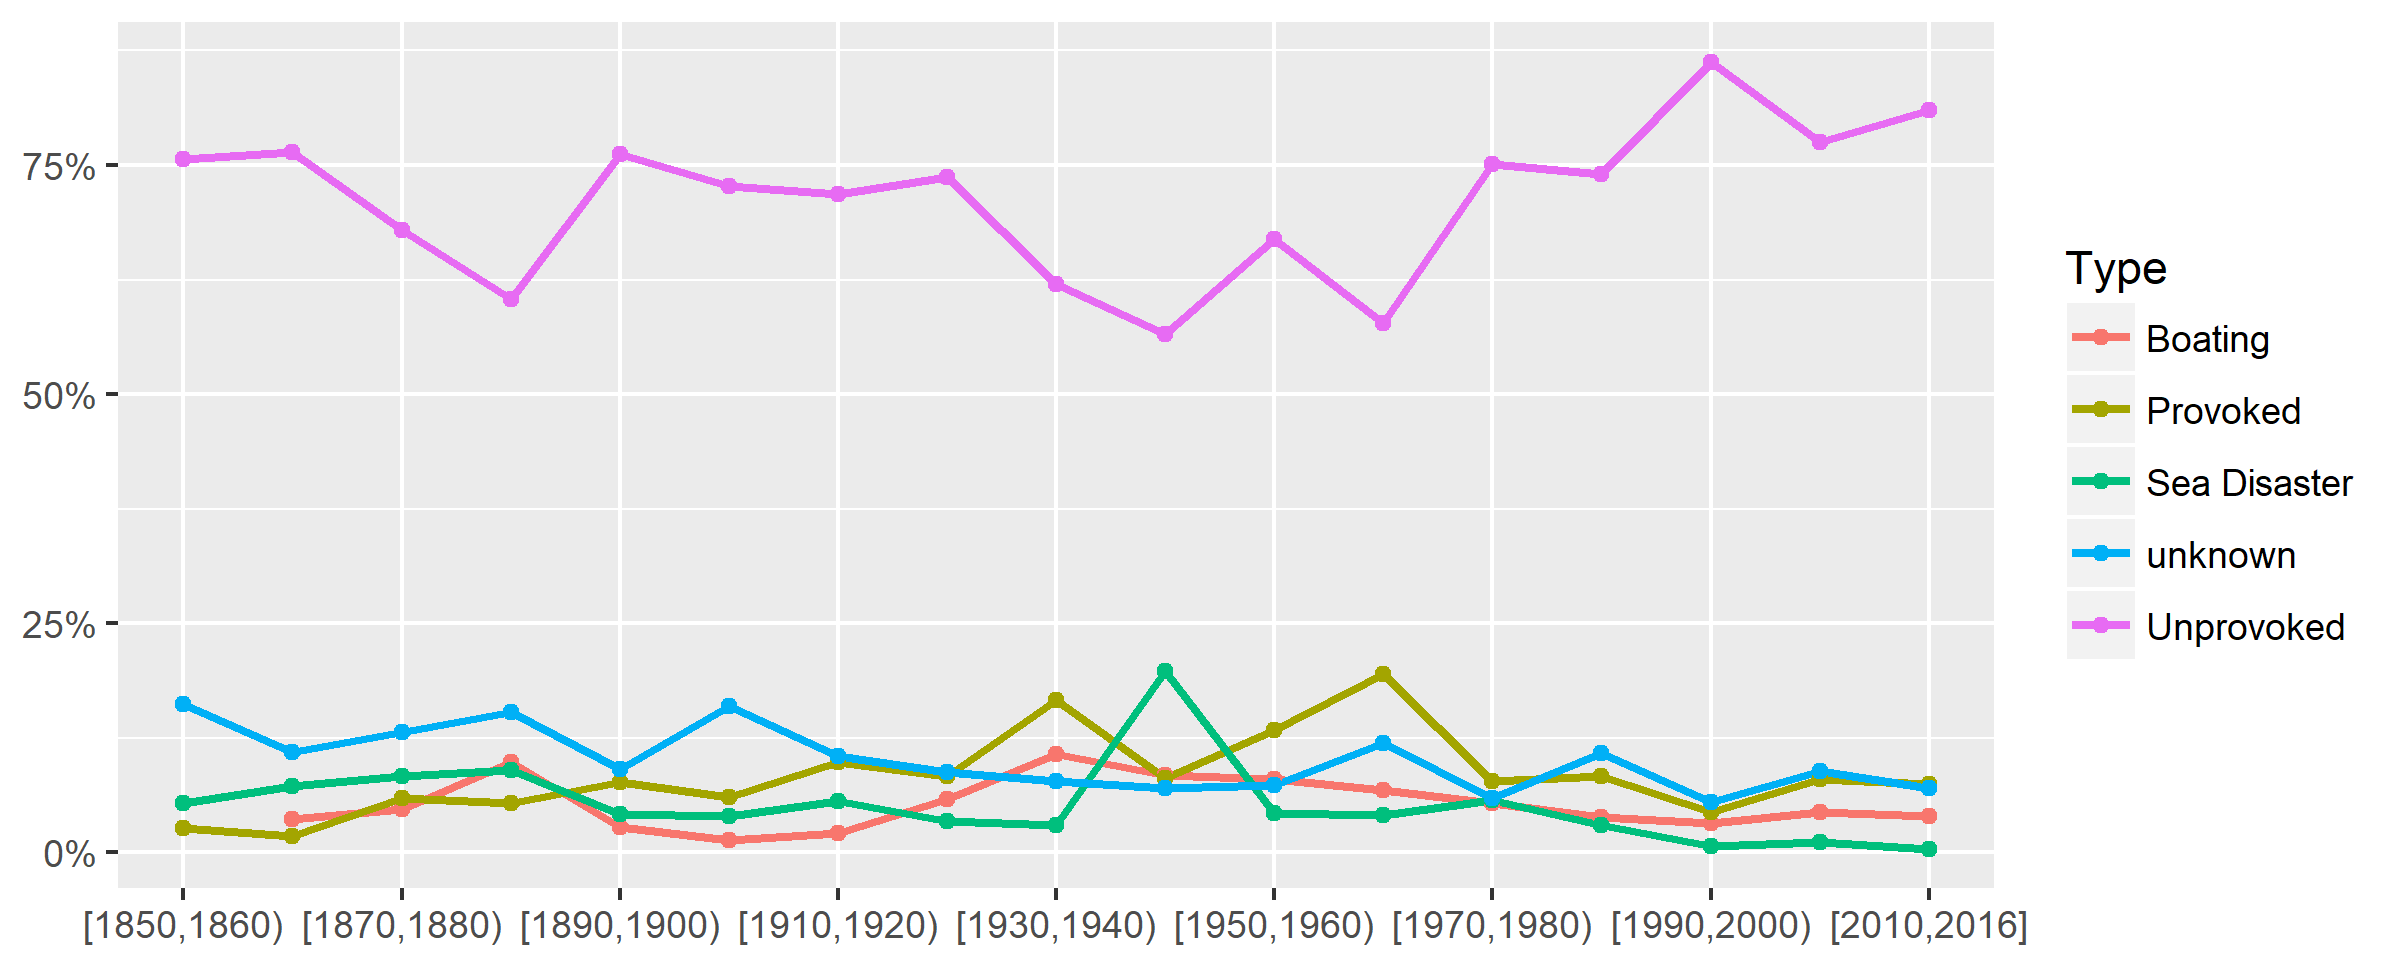 75%
50%
25%
0%
[1850,1860) [1870,1880) [1890,1900) [1910,1920) [1930,1940) [1950,1960) [1970,1980) [1990,2000) [2010,2016]
Type
Boating
Provoked
Sea Disaster
unknown
Unprovoked